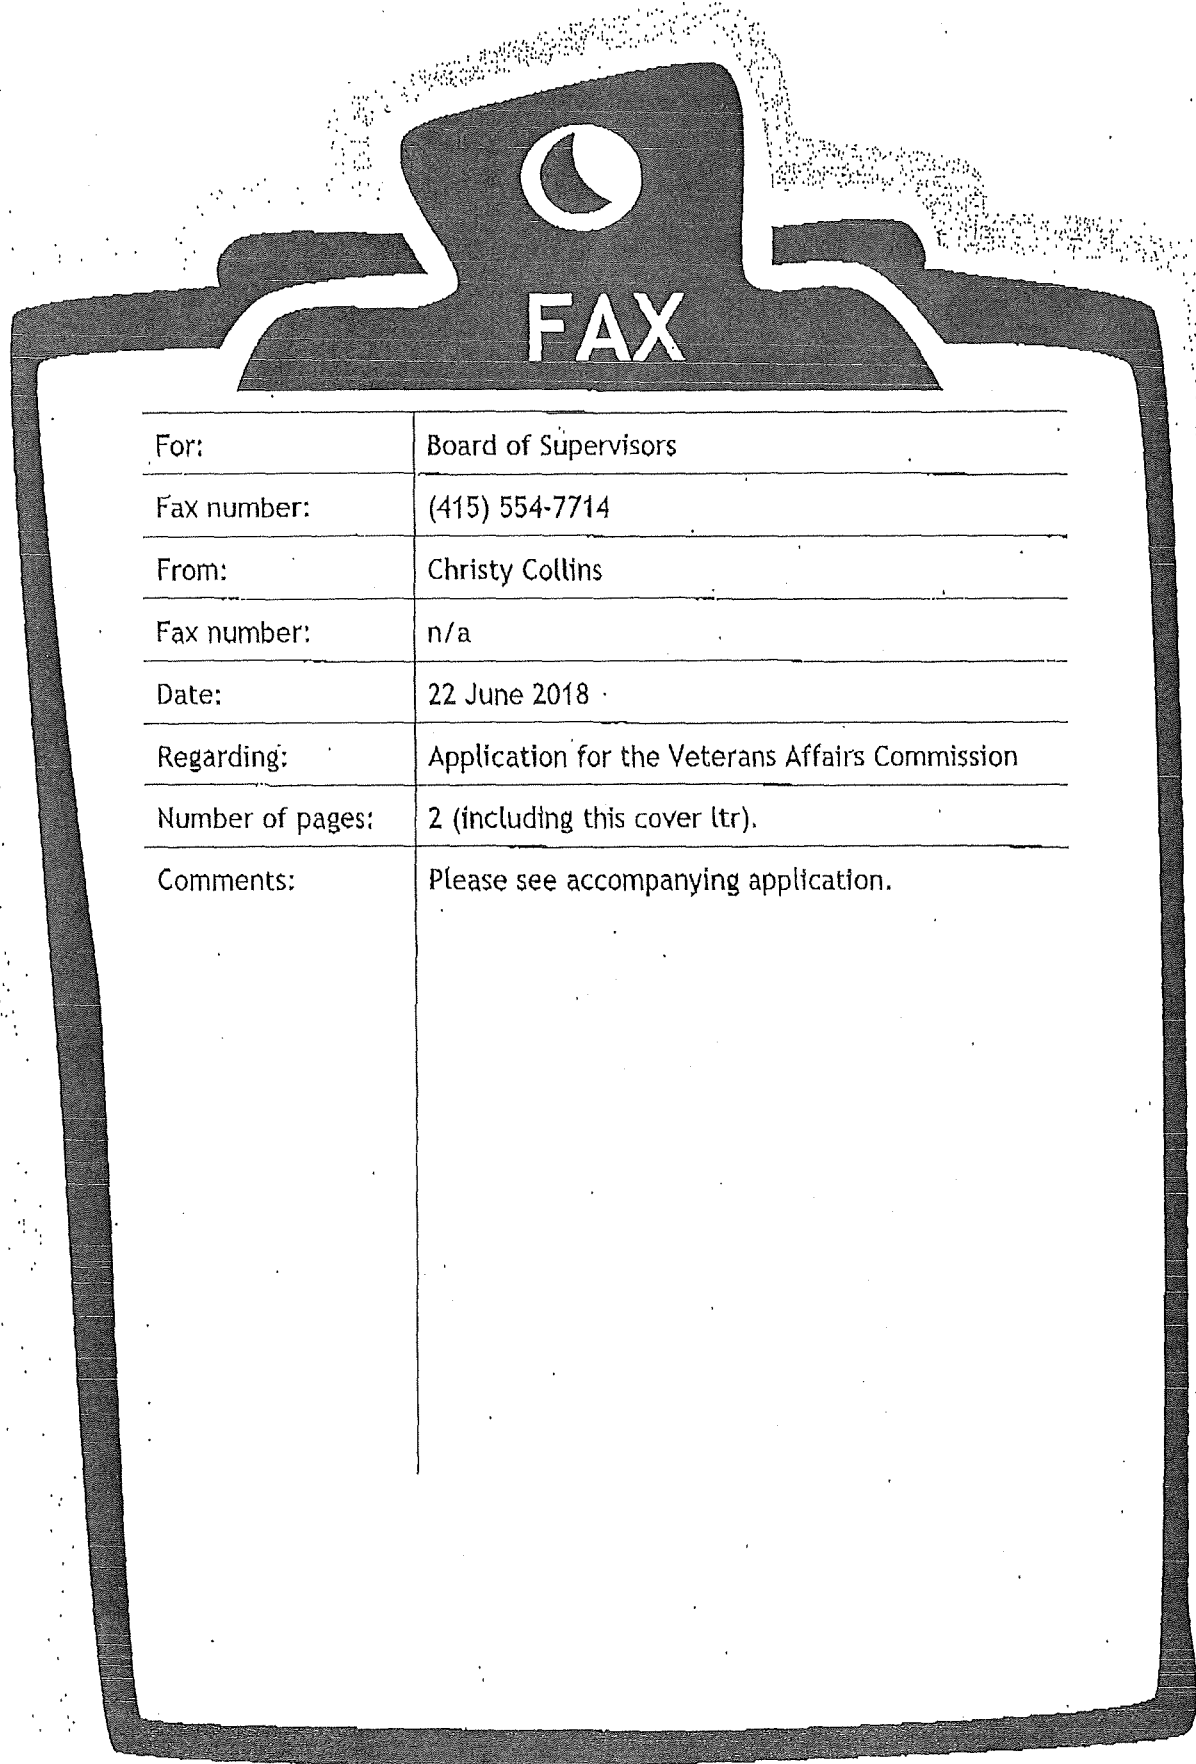 FAX
For: Board of Supervisors
Fax number: (415) 554-7714
From: Christy Collins
Fax number: n/a
Date: 22 June 2018
Regarding: Application for the Veterans Affairs Commission
Number of pages: 2 (including this cover ltr).
Comments: Please see accompanying application.